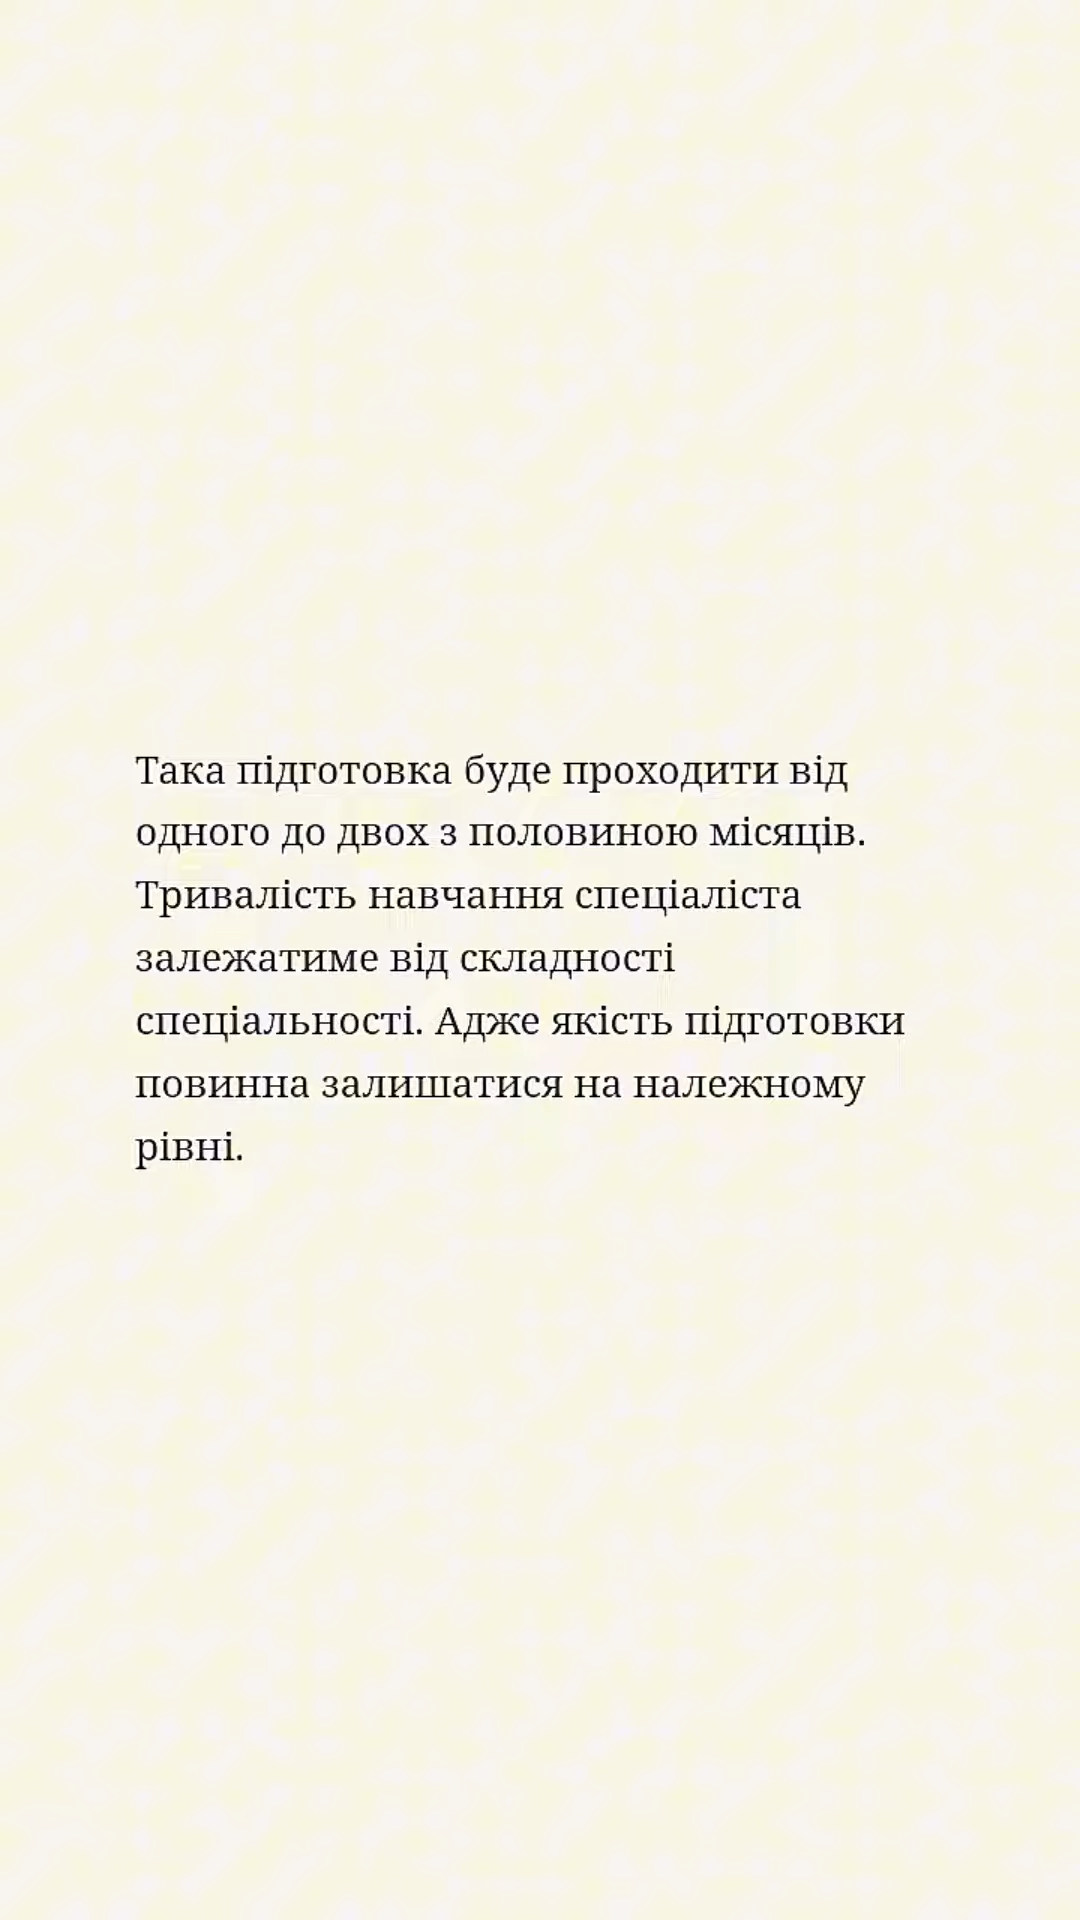 Така підготовка буде проходити від
одного до двох з половиною місяців.
Тривалість навчання спеціаліста
залежатиме від складності
спеціальності. Адже якість підготовки
повинна залишатися на належному
рівні.